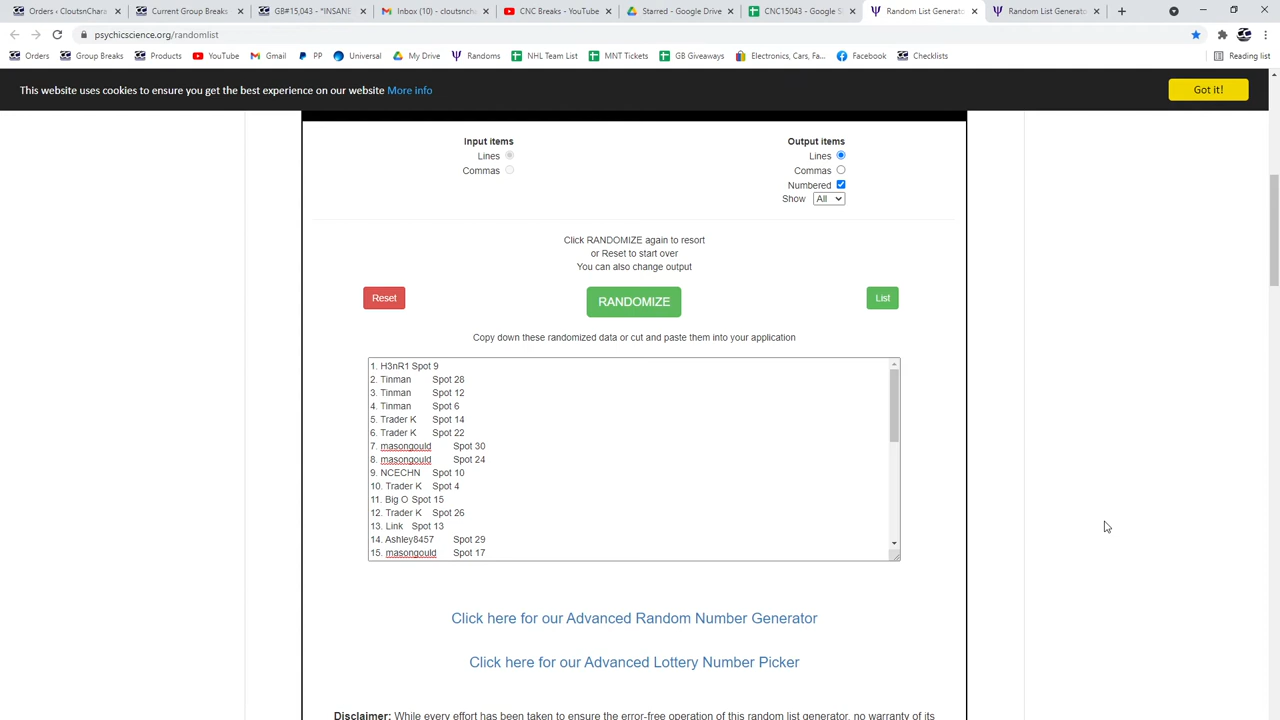 Orders < CloutsnChara
Current Group Breaks
GB#15,043 - *INSANE
Inbox (2) - cloutsnchar
CNC Breaks - YouTube
Starred - Google Drive
CNC15043 - Google S
Random List Generato
Random List Generato
psychicscience.org/randomlist
Orders
Group Breaks
Products
YouTube
Gmail
PP
Universal
My Drive
Randoms
NHL Team List
MNT Tickets
GB Giveaways
Electronics, Cars, Fa...
Facebook
Checklists
Reading list
This website uses cookies to ensure you get the best experience on our website More info
Got it!
Input items
Lines
Commas
Output items
Lines
Commas
Numbered
Show All
Click RANDOMIZE again to resort
or Reset to start over
You can also change output
Reset
RANDOMIZE
List
Copy down these randomized data or cut and paste them into your application
1. H3nR1 Spot 9
2. Tinman Spot 28
3. Tinman Spot 12
4. Tinman Spot 6
5. Trader K Spot 14
6. Trader K Spot 22
7. masongould Spot 30
8. masongould Spot 24
9. NCECHN Spot 10
10. Trader K Spot 4
11. Big O Spot 15
12. Trader K Spot 26
13. Link Spot 13
14. Ashley8457 Spot 29
15. masongould Spot 17
Click here for our Advanced Random Number Generator
Click here for our Advanced Lottery Number Picker
Disclaimer: While every effort has been taken to ensure the error-free operation of this random list generator, no warranty of its